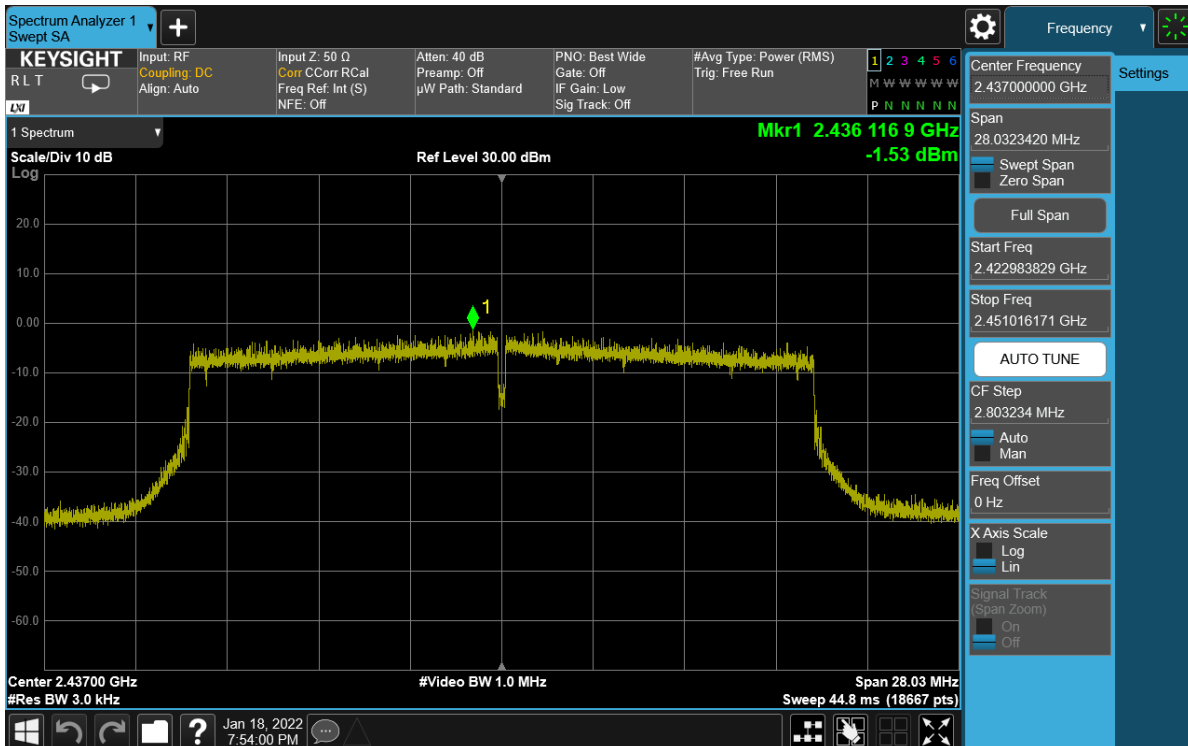 Spectrum Analyzer 1
Swept SA
+
Frequency
KEYSIGHT
R L T
LXI
Input: RF
Coupling: DC
Align: Auto
Input Z: 50 Ω
Corr CCorr RCal
Freq Ref: Int (S)
NFE: Off
Atten: 40 dB
Preamp: Off
µW Path: Standard
PNO: Best Wide
Gate: Off
IF Gain: Low
Sig Track: Off
#Avg Type: Power (RMS)
Trig: Free Run
1 2 3 4 5 6
M W W W W W
P N N N N N
Center Frequency
2.437000000 GHz
Settings
Span
28.0323420 MHz
Swept Span
Zero Span
Full Span
Start Freq
2.422983829 GHz
Stop Freq
2.451016171 GHz
AUTO TUNE
CF Step
2.803234 MHz
Auto
Man
Freq Offset
0 Hz
X Axis Scale
Log
Lin
Signal Track
(Span Zoom)
On
Off
1 Spectrum
Mkr1 2.436 116 9 GHz
-1.53 dBm
Scale/Div 10 dB
Ref Level 30.00 dBm
Log
20.0
10.0
0.00
-10.0
-20.0
-30.0
-40.0
-50.0
-60.0
1
Center 2.43700 GHz
#Video BW 1.0 MHz
Span 28.03 MHz
#Res BW 3.0 kHz
Sweep 44.8 ms (18667 pts)
?
Jan 18, 2022
7:54:00 PM